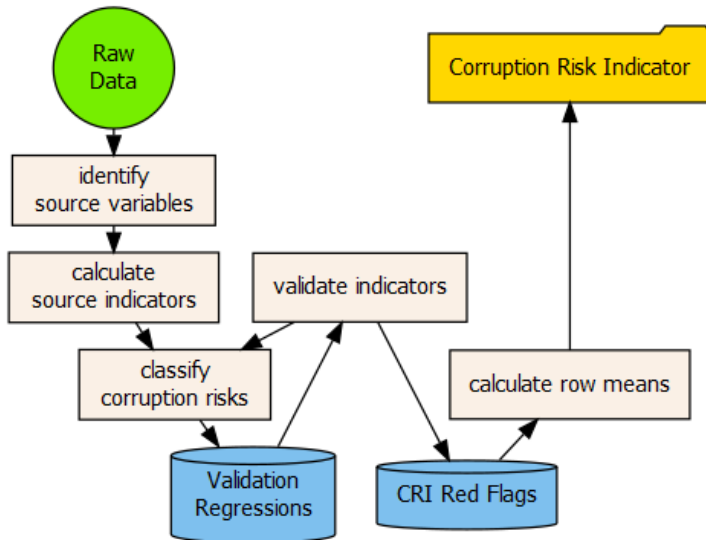 Raw
Data
Corruption Risk Indicator
identify
source variables
calculate
source indicators
validate indicators
classify
corruption risks
calculate row means
Validation
Regressions
CRI Red Flags